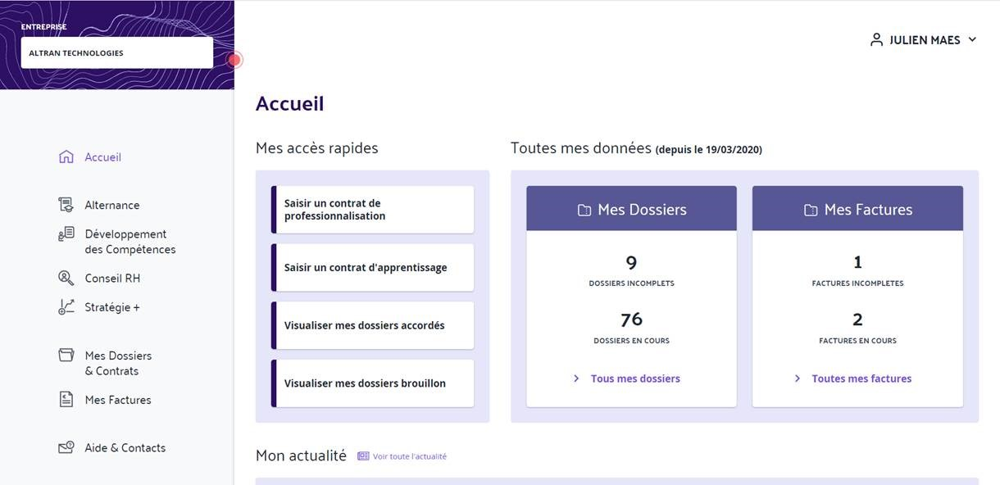 ENTREPRISE
ALTRAN TECHNOLOGIES
JULIEN MAES
Accueil
Alternance
Développement
des Compétences
Conseil RH
Stratégie +
Mes Dossiers
& Contrats
Mes Factures
Aide & Contacts
Accueil
Mes accès rapides
Saisir un contrat de
professionnalisation
Saisir un contrat d'apprentissage
Visualiser mes dossiers accordés
Visualiser mes dossiers brouillon
Toutes mes données (depuis le 19/03/2020)
Mes Dossiers
9
DOSSIERS INCOMPLETS
76
DOSSIERS EN COURS
Tous mes dossiers
Mes Factures
1
FACTURES INCOMPLETES
2
FACTURES EN COURS
Toutes mes factures
Mon actualité Voir toute l'actualité